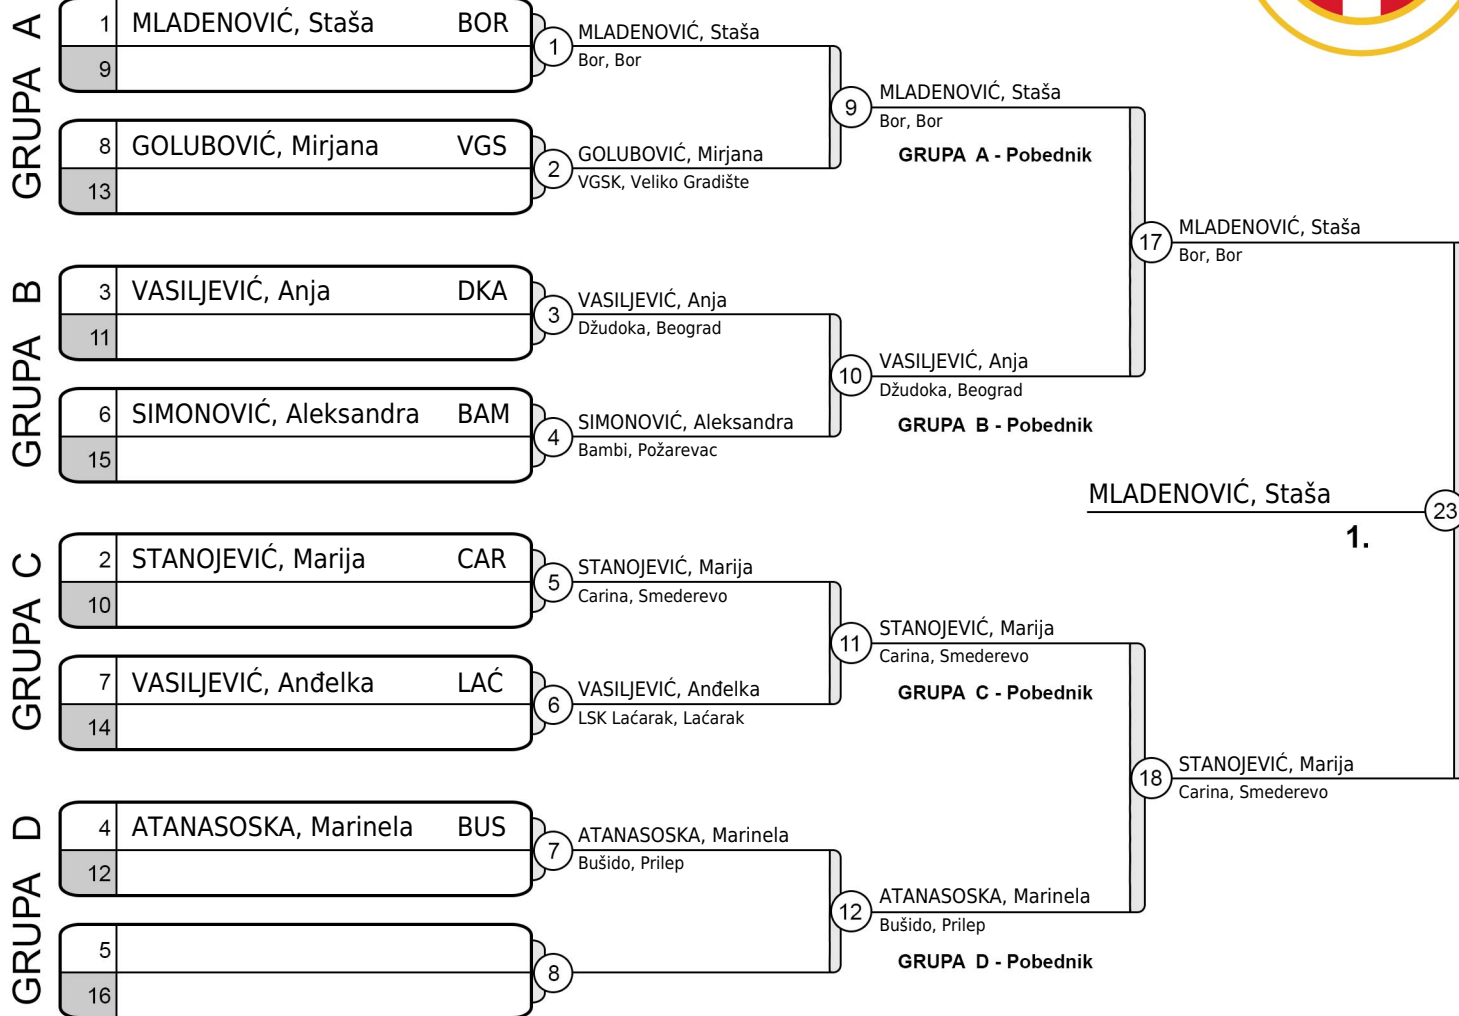 GRUPA A
1 MLADENOVIĆ, Staša BOR
9
8 GOLUBOVIĆ, Mirjana VGS
13
GRUPA B
3 VASILJEVIĆ, Anja DKA
11
6 SIMONOVIĆ, Aleksandra BAM
15
GRUPA C
2 STANOJEVIĆ, Marija CAR
10
7 VASILJEVIĆ, Anđelka LAĆ
14
GRUPA D
4 ATANASOSKA, Marinela BUS
12
5
16
1 MLADENOVIĆ, Staša
Bor, Bor
2 GOLUBOVIĆ, Mirjana
VGSK, Veliko Gradište
3 VASILJEVIĆ, Anja
Džudoka, Beograd
4 SIMONOVIĆ, Aleksandra
Bambi, Požarevac
5 STANOJEVIĆ, Marija
Carina, Smederevo
6 VASILJEVIĆ, Anđelka
LSK Laćarak, Laćarak
7 ATANASOSKA, Marinela
Bušido, Prilep
8
9 MLADENOVIĆ, Staša
Bor, Bor
GRUPA A - Pobednik
10 VASILJEVIĆ, Anja
Džudoka, Beograd
GRUPA B - Pobednik
11 STANOJEVIĆ, Marija
Carina, Smederevo
GRUPA C - Pobednik
12 ATANASOSKA, Marinela
Bušido, Prilep
GRUPA D - Pobednik
17 MLADENOVIĆ, Staša
Bor, Bor
18 STANOJEVIĆ, Marija
Carina, Smederevo
MLADENOVIĆ, Staša 23
1.